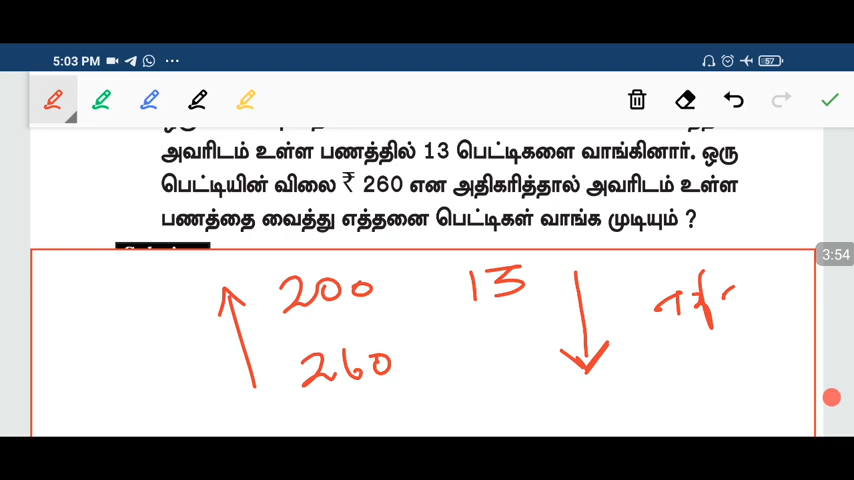 5:03 PM
57
அவரிடம் உள்ள பணத்தில் 13 பெட்டிகளை வாங்கினார். ஒரு
பெட்டியின் விலை ₹ 260 என அதிகரித்தால் அவரிடம் உள்ள
பணத்தை வைத்து எத்தனை பெட்டிகள் வாங்க முடியும் ?
3:54
200 13
260